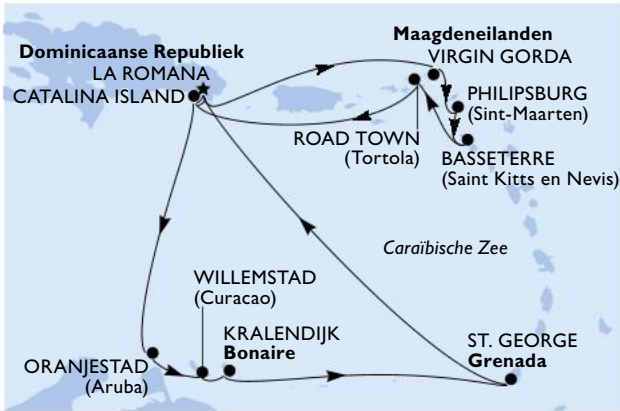 Dominicaanse Republiek
LA ROMANA
CATALINA ISLAND
Maagdeneilanden
VIRGIN GORDA
PHILIPSBURG
(Sint-Maarten)
ROAD TOWN
(Tortola)
BASSETERRE
(Saint Kitts en Nevis)
Caraïbische Zee
WILLEMSTAD
(Curacao)
KRALENDIJK
Bonaire
ORANJESTAD
(Aruba)
ST. GEORGE
Grenada